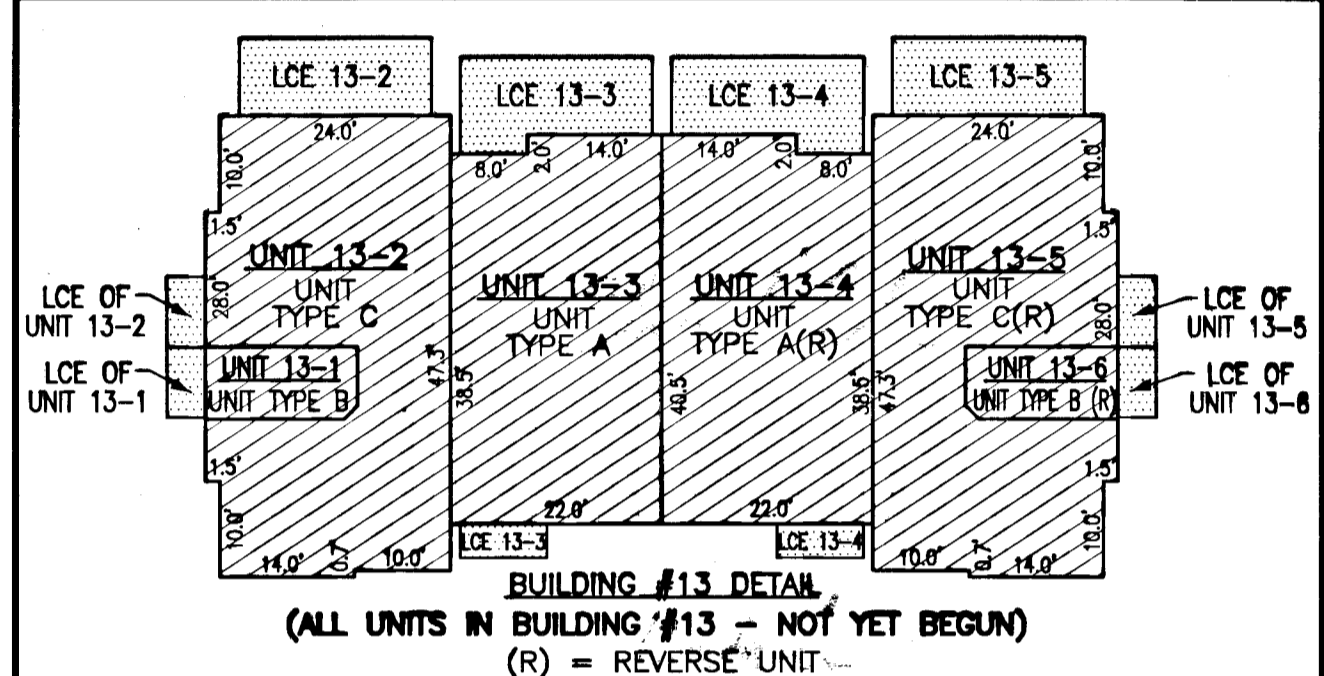 LCE 13-2
LCE 13-3
LCE 13-4
LCE 13-5
24.0'
10.0'
1.5'
8.0'
2.0'
14.0'
14.0'
2.0'
8.0'
24.0'
10.0'
1.5'
UNIT 13-2
UNIT
TYPE C
28.0'
UNIT 13-3
UNIT
TYPE A
UNIT 13-4
UNIT
TYPE A(R)
UNIT 13-5
UNIT
TYPE C(R)
28.0'
LCE OF
UNIT 13-2
LCE OF
UNIT 13-1
UNIT 13-1
UNIT TYPE B
47.3'
38.5'
40.5'
38.6'
47.3'
UNIT 13-6
UNIT TYPE B (R)
LCE OF
UNIT 13-5
LCE OF
UNIT 13-6
1.5'
10.0'
14.0'
0.7'
10.0'
22.0'
22.0'
LCE 13-3
LCE 13-4
10.0'
0.7'
14.0'
1.5'
10.0'
BUILDING #13 DETAIL
(ALL UNITS IN BUILDING #13 - NOT YET BEGUN)
(R) = REVERSE UNIT